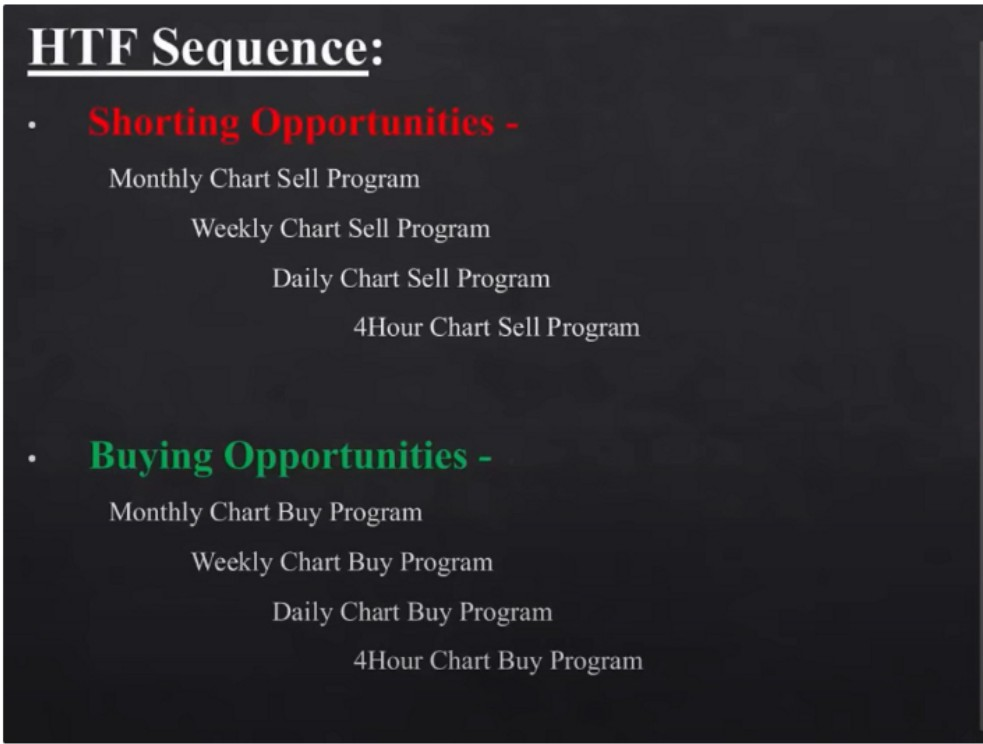 HTF Sequence:
• Shorting Opportunities -
Monthly Chart Sell Program
Weekly Chart Sell Program
Daily Chart Sell Program
4Hour Chart Sell Program
• Buying Opportunities -
Monthly Chart Buy Program
Weekly Chart Buy Program
Daily Chart Buy Program
4Hour Chart Buy Program